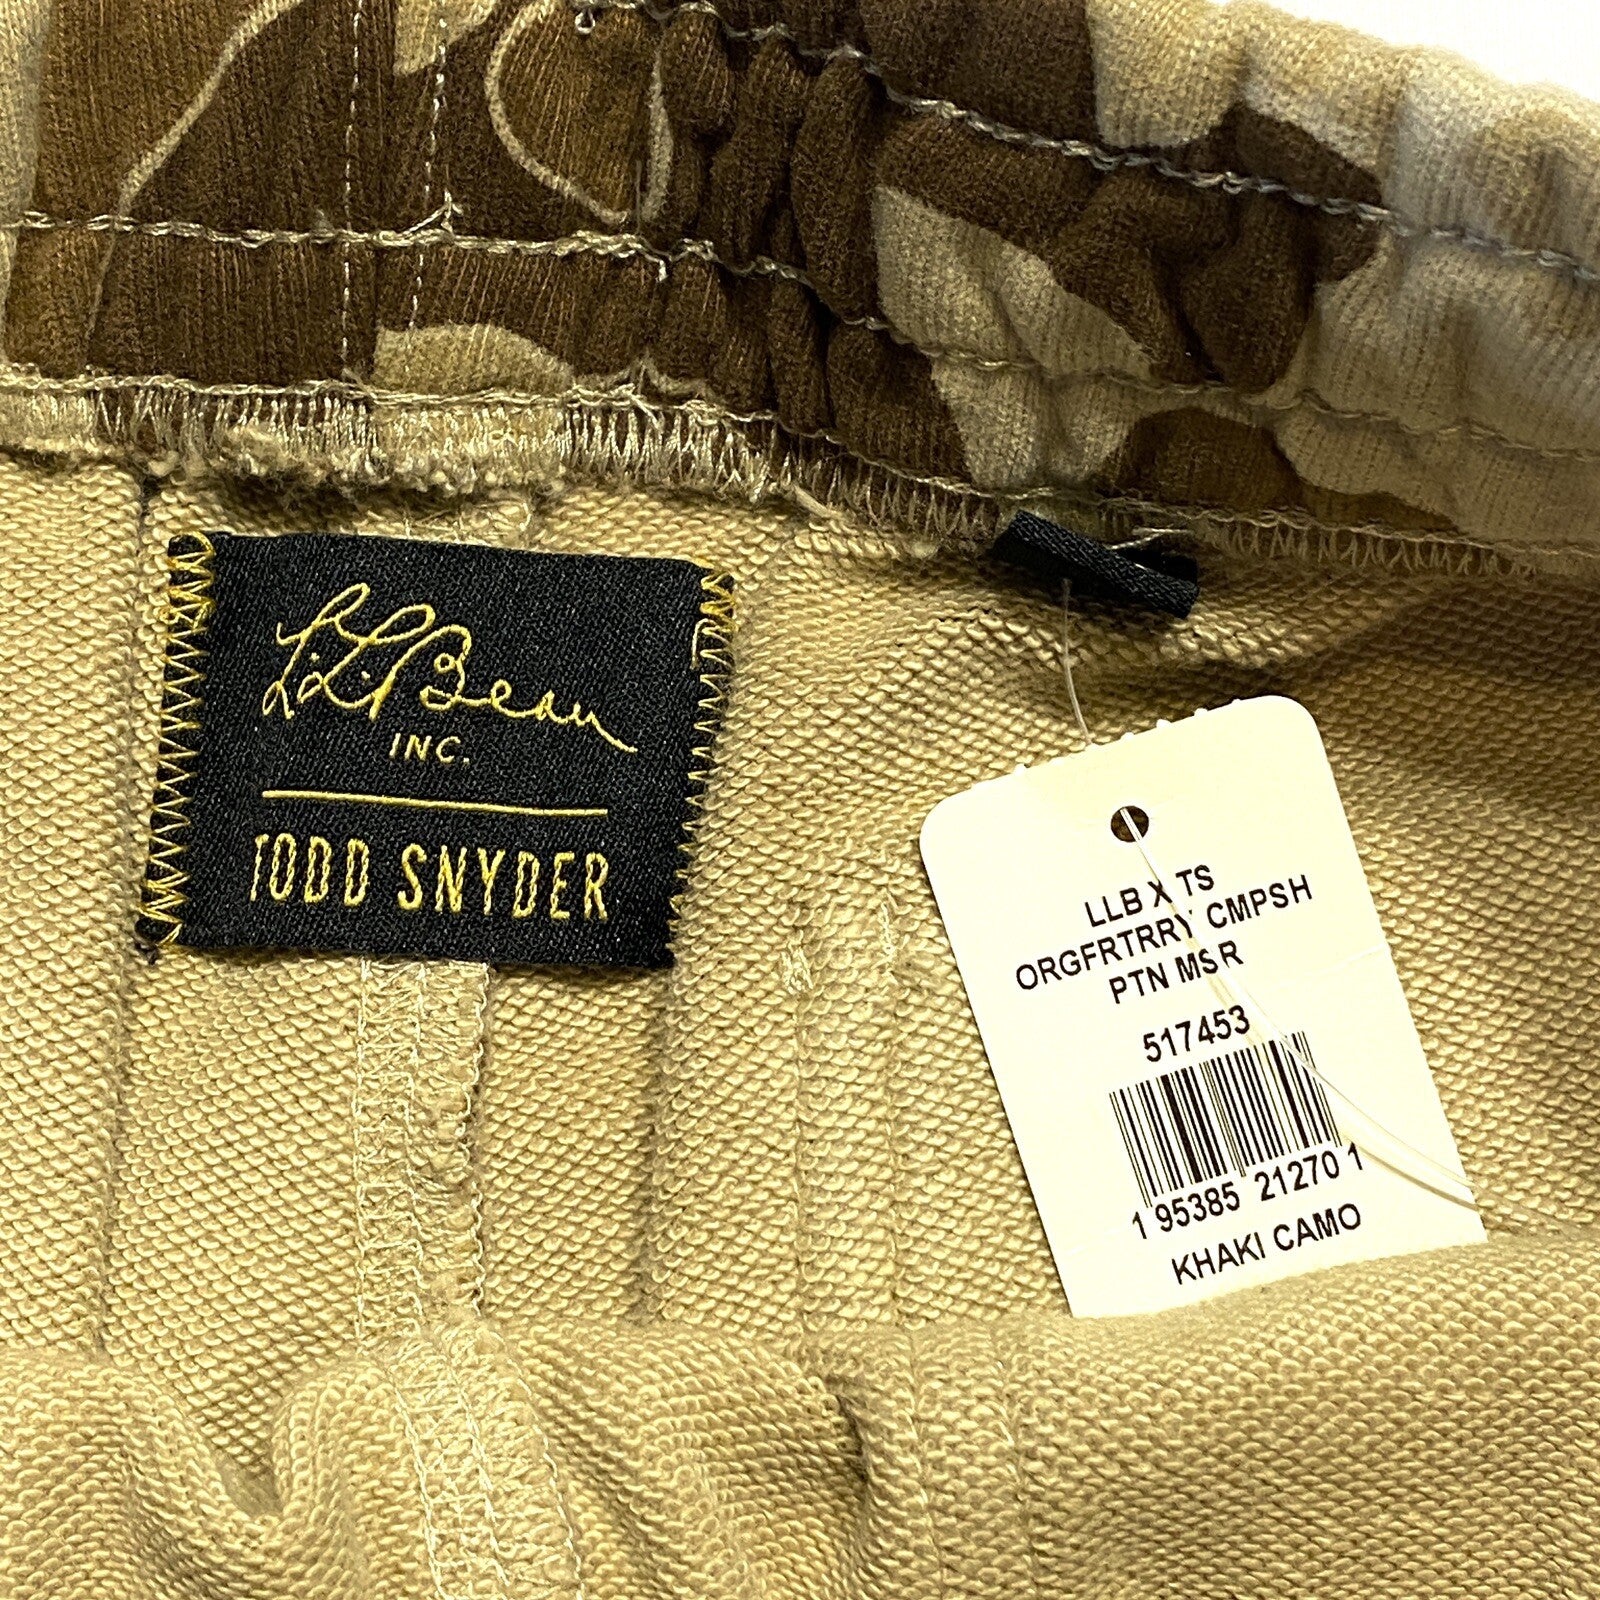 L.L.Bean
INC.
TODD SNYDER
LLB X TS
ORGFRTRRY CMPSH
PTN MSR
517453
1 95385 21270 1
KHAKI CAMO